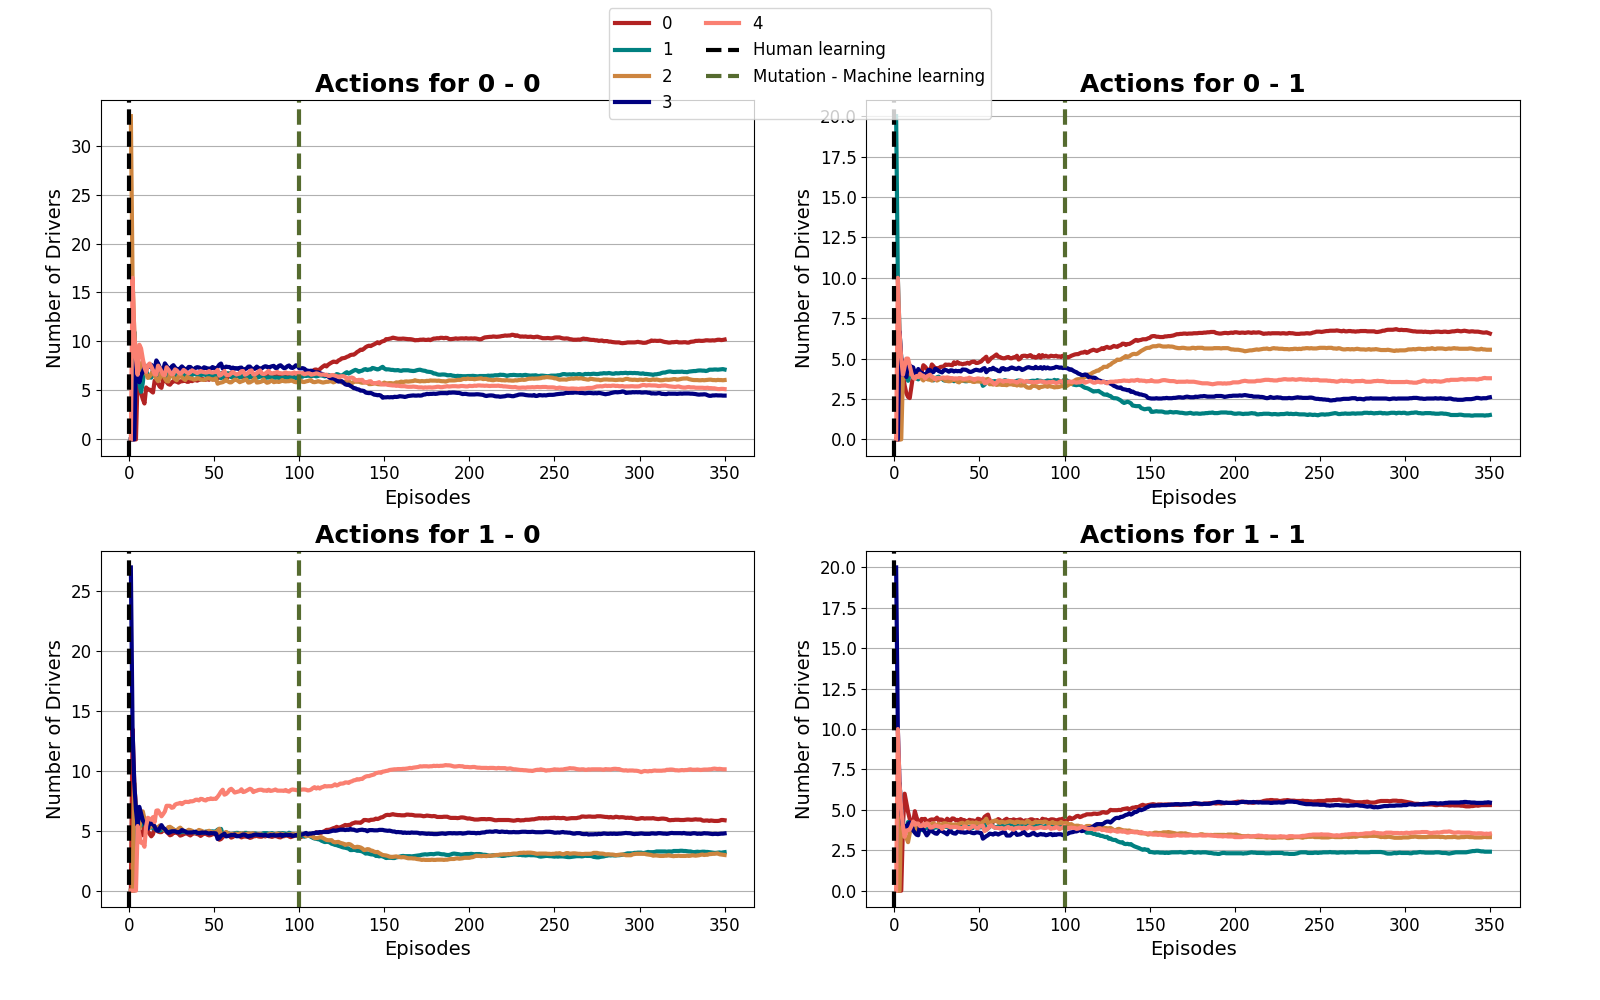 0
1
2
3
4
Human learning
Mutation - Machine learning
Actions for 0 - 0
Number of Drivers
30
25
20
15
10
5
0
0 50 100 150 200 250 300 350
Episodes
Actions for 0 - 1
Number of Drivers
20.0
17.5
15.0
12.5
10.0
7.5
5.0
2.5
0.0
0 50 100 150 200 250 300 350
Episodes
Actions for 1 - 0
Number of Drivers
25
20
15
10
5
0
0 50 100 150 200 250 300 350
Episodes
Actions for 1 - 1
Number of Drivers
20.0
17.5
15.0
12.5
10.0
7.5
5.0
2.5
0.0
0 50 100 150 200 250 300 350
Episodes